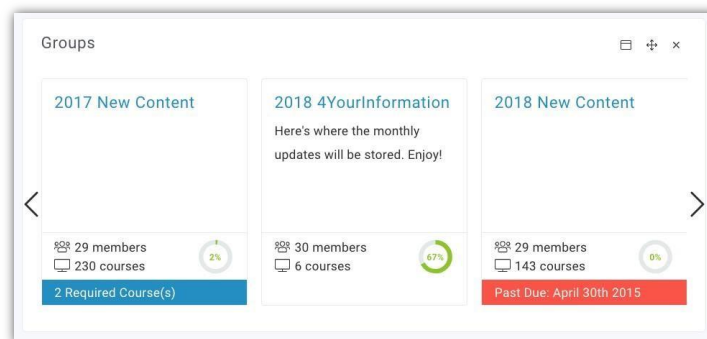 Groups
2017 New Content
29 members
230 courses
2%
2 Required Course(s)
2018 4YourInformation
Here's where the monthly
updates will be stored. Enjoy!
30 members
6 courses
67%
2018 New Content
29 members
143 courses
0%
Past Due: April 30th 2015